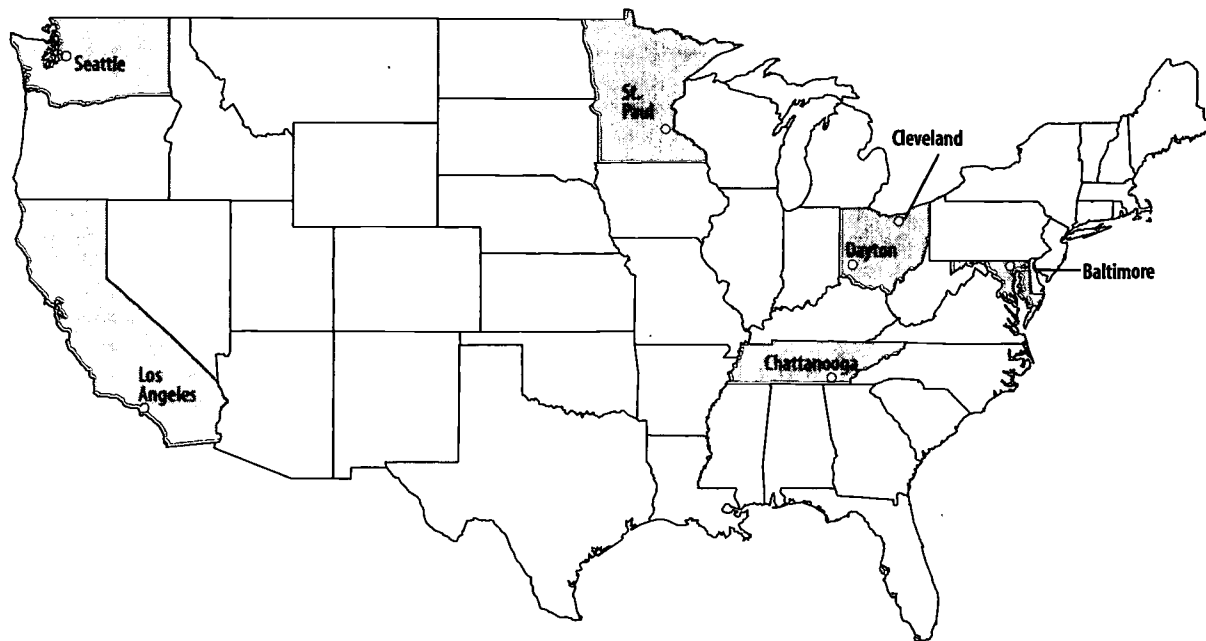 Seattle
St.
Paul
Cleveland
Dayton
Baltimore
Chattanooga
Los
Angeles